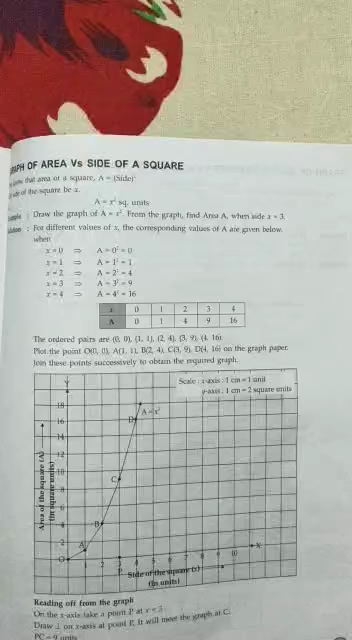 GRAPH OF AREA Vs SIDE OF A SQUARE
that area of a square, A = (Side)²
side of the square be x.
A = x² sq. units
: Draw the graph of A = x². From the graph, find Area A, when side x = 3.
: For different values of x, the corresponding values of A are given below.
when
x = 0 ⇒ A = 0² = 0
x = 1 ⇒ A = 1² = 1
x = 2 ⇒ A = 2² = 4
x = 3 ⇒ A = 3² = 9
x = 4 ⇒ A = 4² = 16
x 0 1 2 3 4
A 0 1 4 9 16
The ordered pairs are (0, 0), (1, 1), (2, 4), (3, 9), (4, 16)
Plot the point O(0, 0), A(1, 1), B(2, 4), C(3, 9), D(4, 16) on the graph paper.
Join these points successively to obtain the required graph.
Scale : x-axis : 1 cm = 1 unit
y-axis : 1 cm = 2 square units
Y
18
A = x²
16
D
14
12
10
C
8
6
4
B
2
A
O
X
1 2 3 4 5 6 7 8 9 10
P
Area of the square (A)
(in square units)
Side of the square (x)
(in units)
Reading off from the graph
On the x-axis take a point P at x = 3
Draw ⊥ on x-axis at point P. It will meet the graph at C.
PC = 9 units